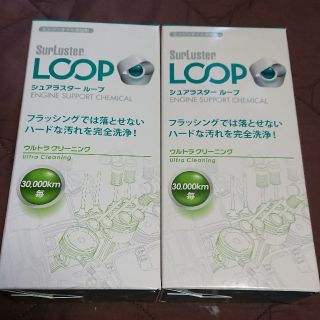 SurLuster
LOOP
シュアラスター ループ
ENGINE SUPPORT CHEMICAL
フラッシングでは落とせない
ハードな汚れを完全洗浄！
ウルトラ クリーニング
Ultra Cleaning
30,000km
毎
SurLuster
LOOP
シュアラスター ループ
ENGINE SUPPORT CHEMICAL
フラッシングでは落とせない
ハードな汚れを完全洗浄！
ウルトラ クリーニング
Ultra Cleaning
30,000km
毎